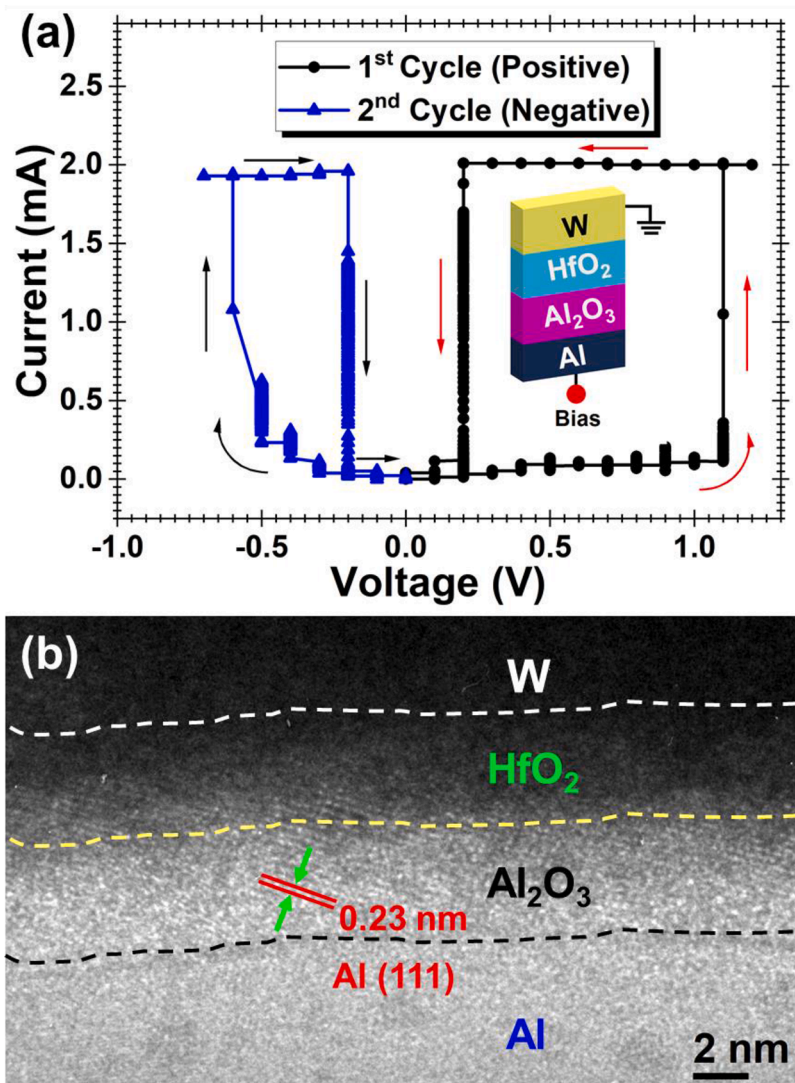 (a)
1st Cycle (Positive)
2nd Cycle (Negative)
2.5
2.0
1.5
1.0
0.5
0.0
Current (mA)
W
HfO2
Al2O3
Al
Bias
-1.0 -0.5 0.0 0.5 1.0
Voltage (V)
(b)
W
HfO2
Al2O3
0.23 nm
Al (111)
Al
2 nm